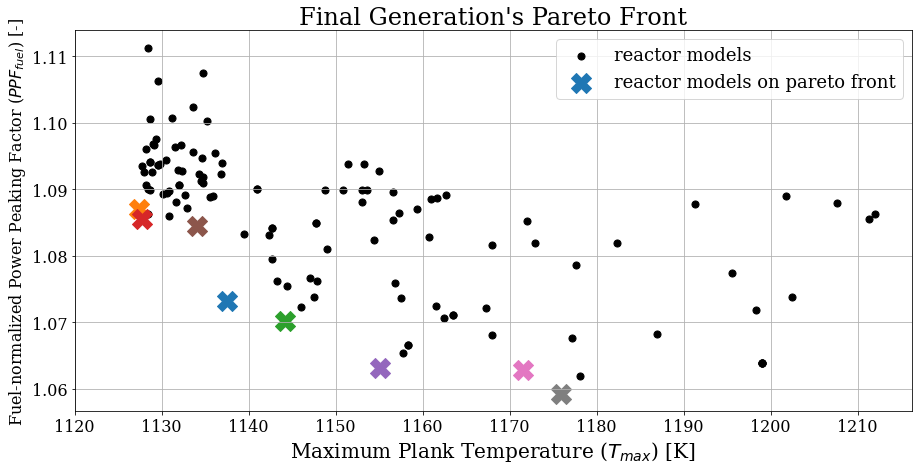 Final Generation's Pareto Front
Fuel-normalized Power Peaking Factor (PPF_fuel) [-]
1.11
1.10
1.09
1.08
1.07
1.06
reactor models
reactor models on pareto front
1120 1130 1140 1150 1160 1170 1180 1190 1200 1210
Maximum Plank Temperature (T_max) [K]